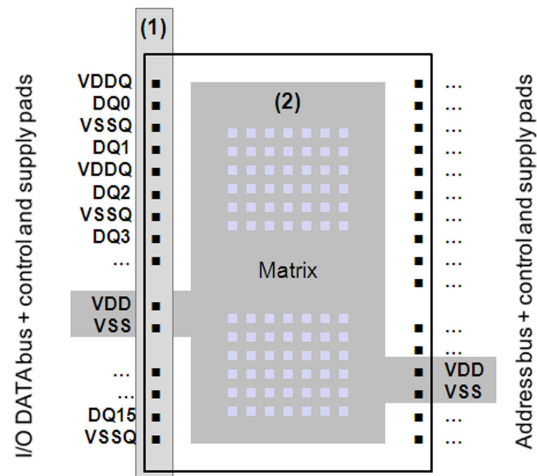 (1)
I/O DATA bus + control and supply pads
VDDQ
DQ0
VSSQ
DQ1
VDDQ
DQ2
VSSQ
DQ3
...
VDD
VSS
...
...
DQ15
VSSQ
(2)
Matrix
...
...
...
...
...
...
...
...
...
...
...
...
VDD
VSS
...
...
Address bus + control and supply pads